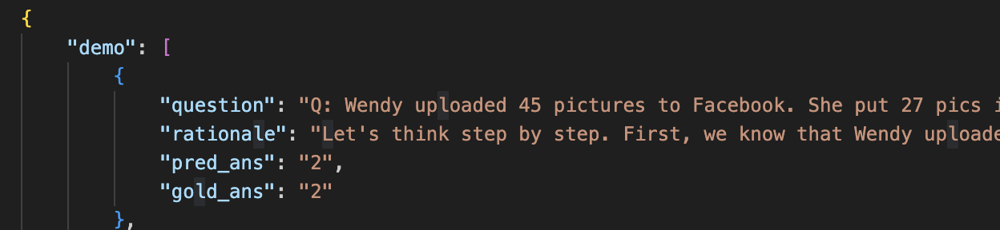 {
"demo": [
{
"question": "Q: Wendy uploaded 45 pictures to Facebook. She put 27 pics
"rationale": "Let's think step by step. First, we know that Wendy uploade
"pred_ans": "2",
"gold_ans": "2"
},